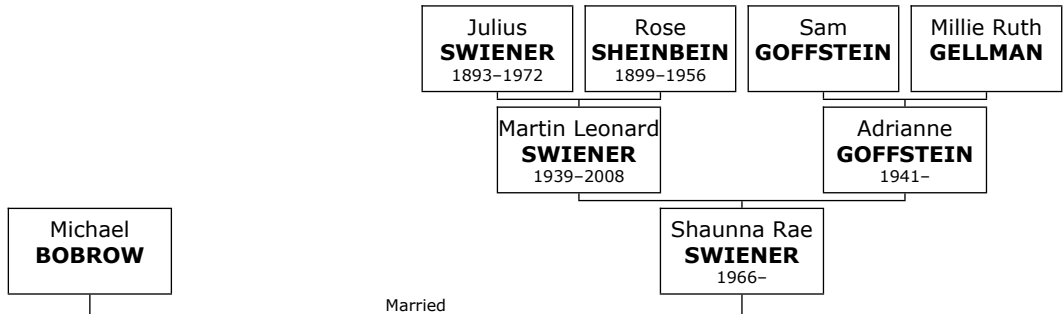 Julius
SWIENER
1893–1972
Rose
SHEINBEIN
1899–1956
Sam
GOFFSTEIN
Millie Ruth
GELLMAN
Martin Leonard
SWIENER
1939–2008
Adrianne
GOFFSTEIN
1941–
Michael
BOBROW
Shaunna Rae
SWIENER
1966–
Married